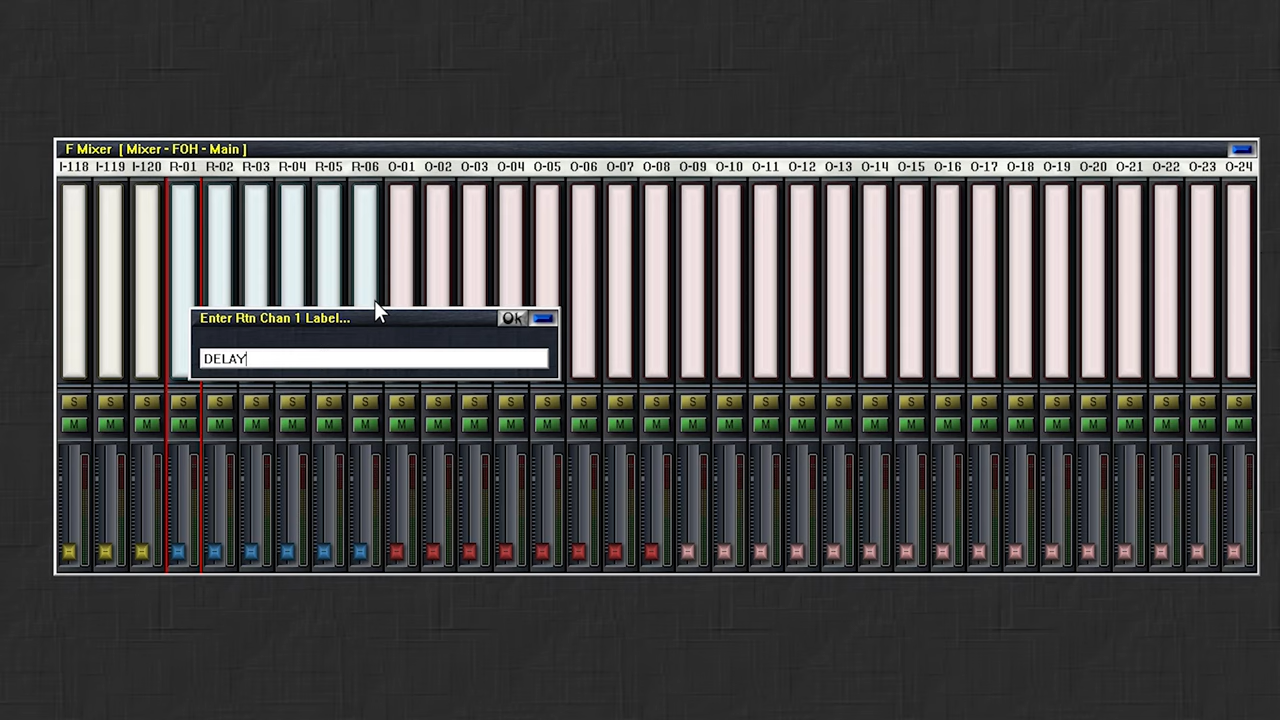 F Mixer [ Mixer - FOH - Main ]
I-118 I-119 I-120 R-01 R-02 R-03 R-04 R-05 R-06 O-01 O-02 O-03 O-04 O-05 O-06 O-07 O-08 O-09 O-10 O-11 O-12 O-13 O-14 O-15 O-16 O-17 O-18 O-19 O-20 O-21 O-22 O-23 O-24
Enter Rtn Chan 1 Label... Ok
DELAY
S S S S S S S S S S S S S S S S S S S S S S S S S S S S S S S S S
M M M M M M M M M M M M M M M M M M M M M M M M M M M M M M M M M